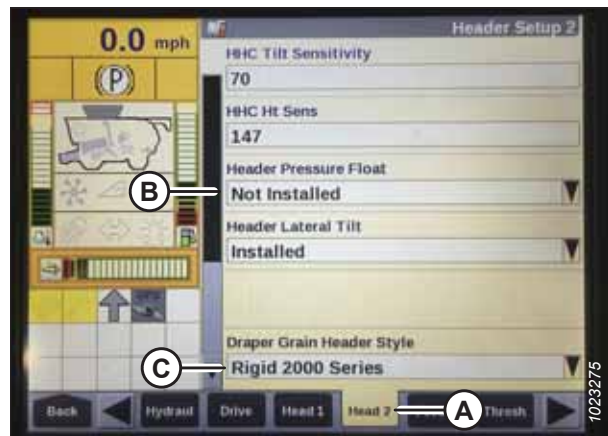 0.0 mph
Header Setup 2
(P)
HHC Tilt Sensitivity
70
HHC Ht Sens
147
Header Pressure Float
B
Not Installed
Header Lateral Tilt
Installed
Draper Grain Header Style
C
Rigid 2000 Series
Back
Hydraul
Drive
Head 1
Head 2
A
Thresh
1023275